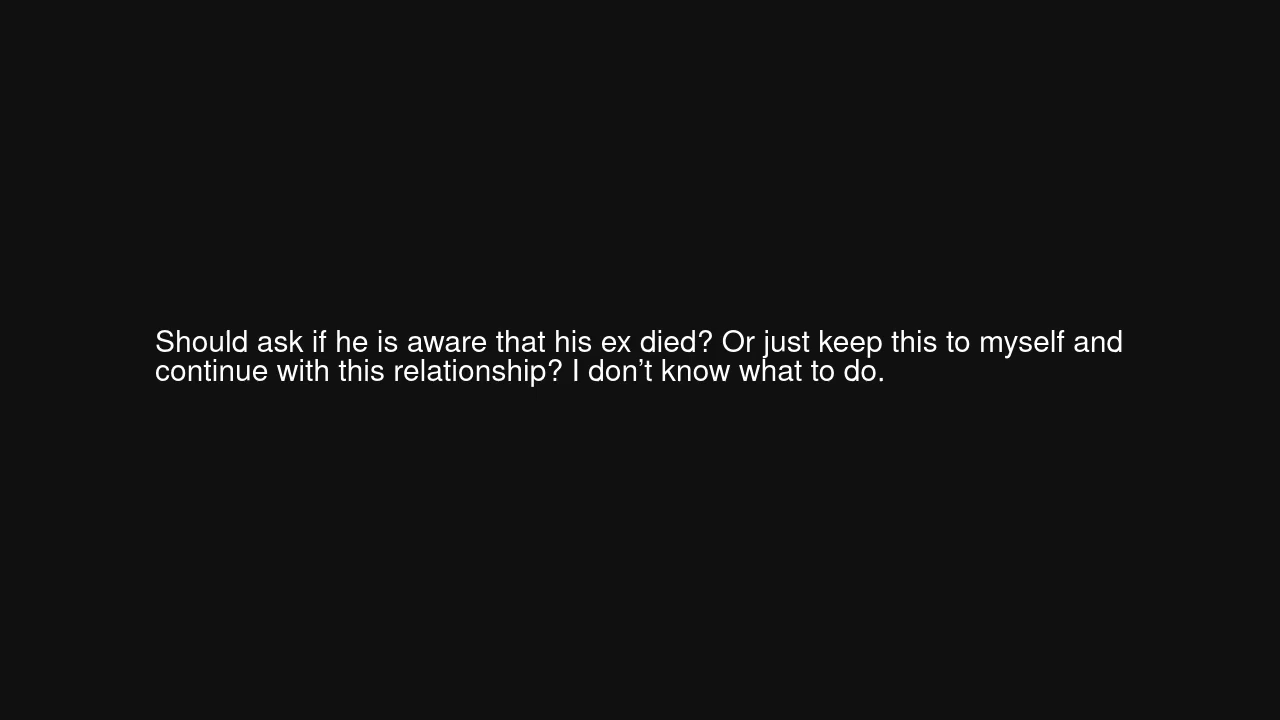 Should ask if he is aware that his ex died? Or just keep this to myself and
continue with this relationship? I don’t know what to do.